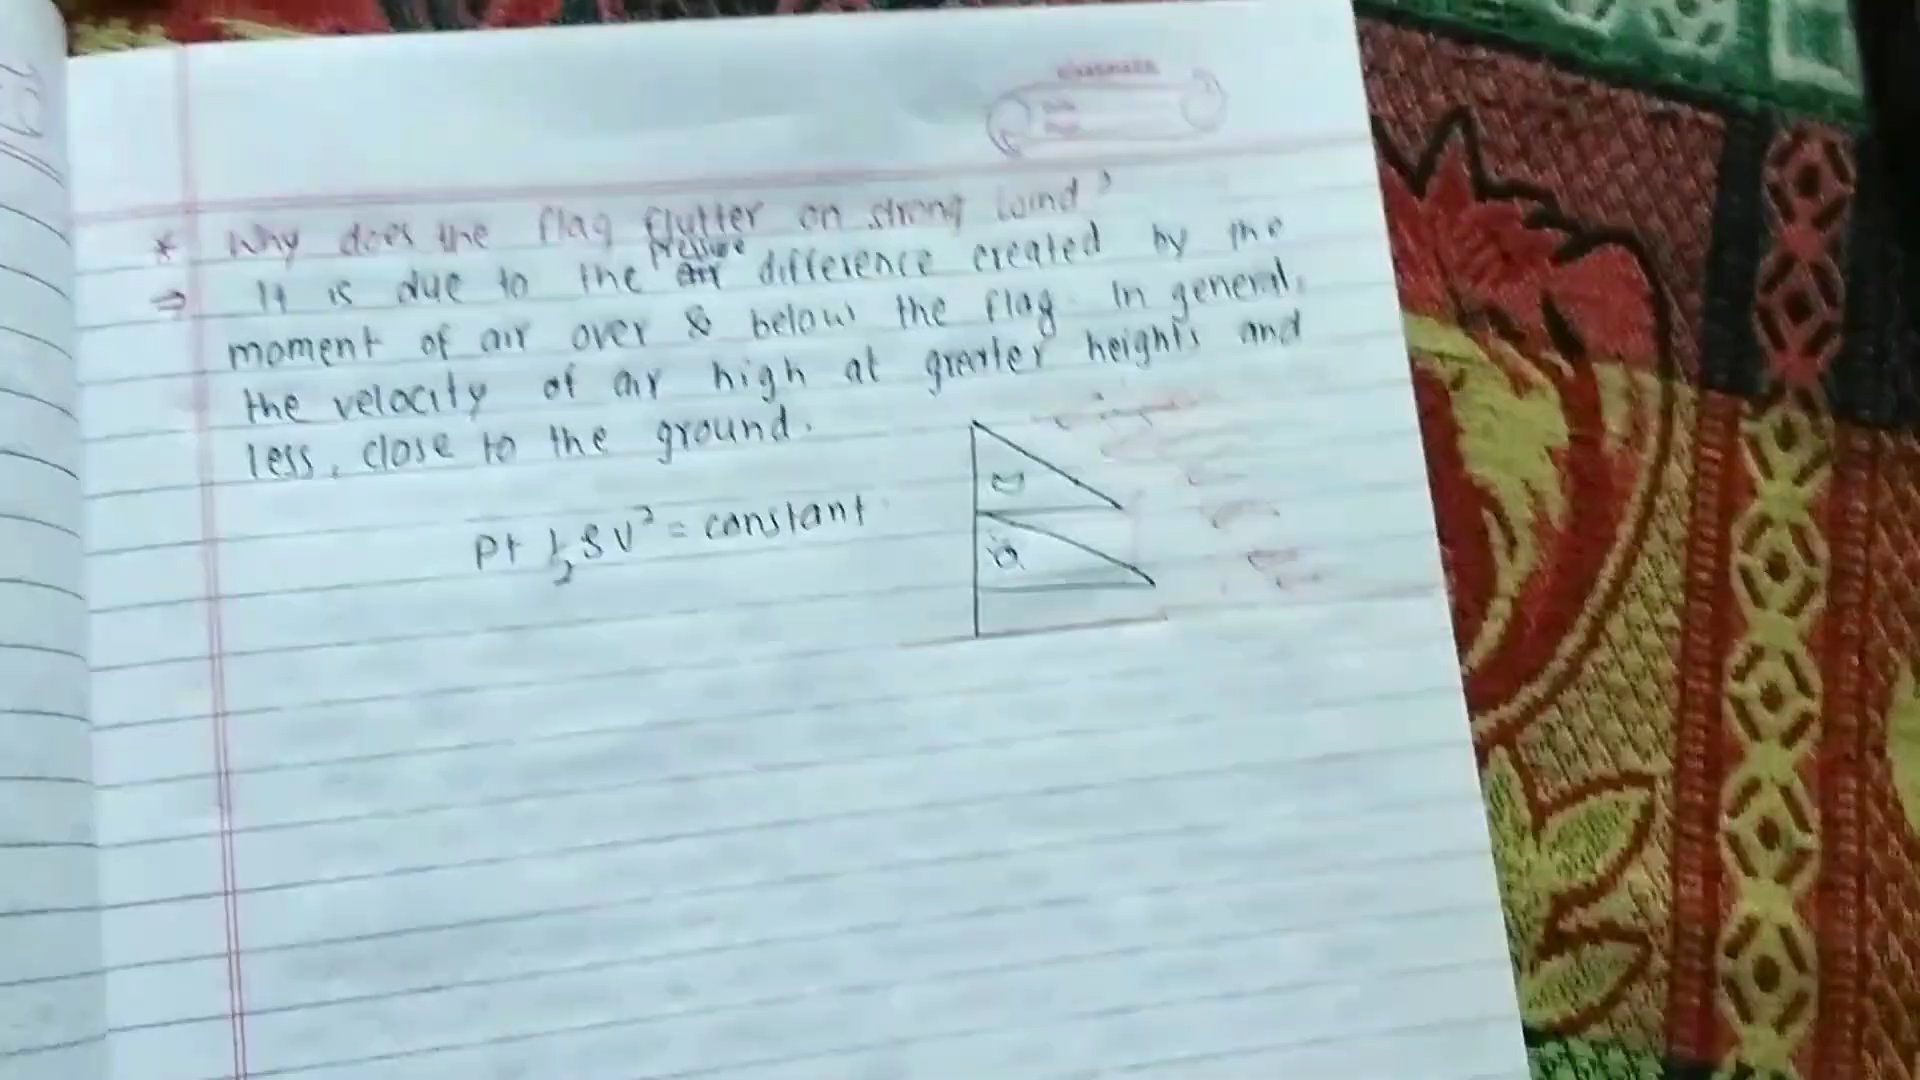 * Why does the flag flutter on strong wind?
pressure
⇒ It is due to the air difference created by the
moment of air over & below the flag. In general,
the velocity of air high at greater heights and
less, close to the ground.
P+ 1/2 ρv² = constant.